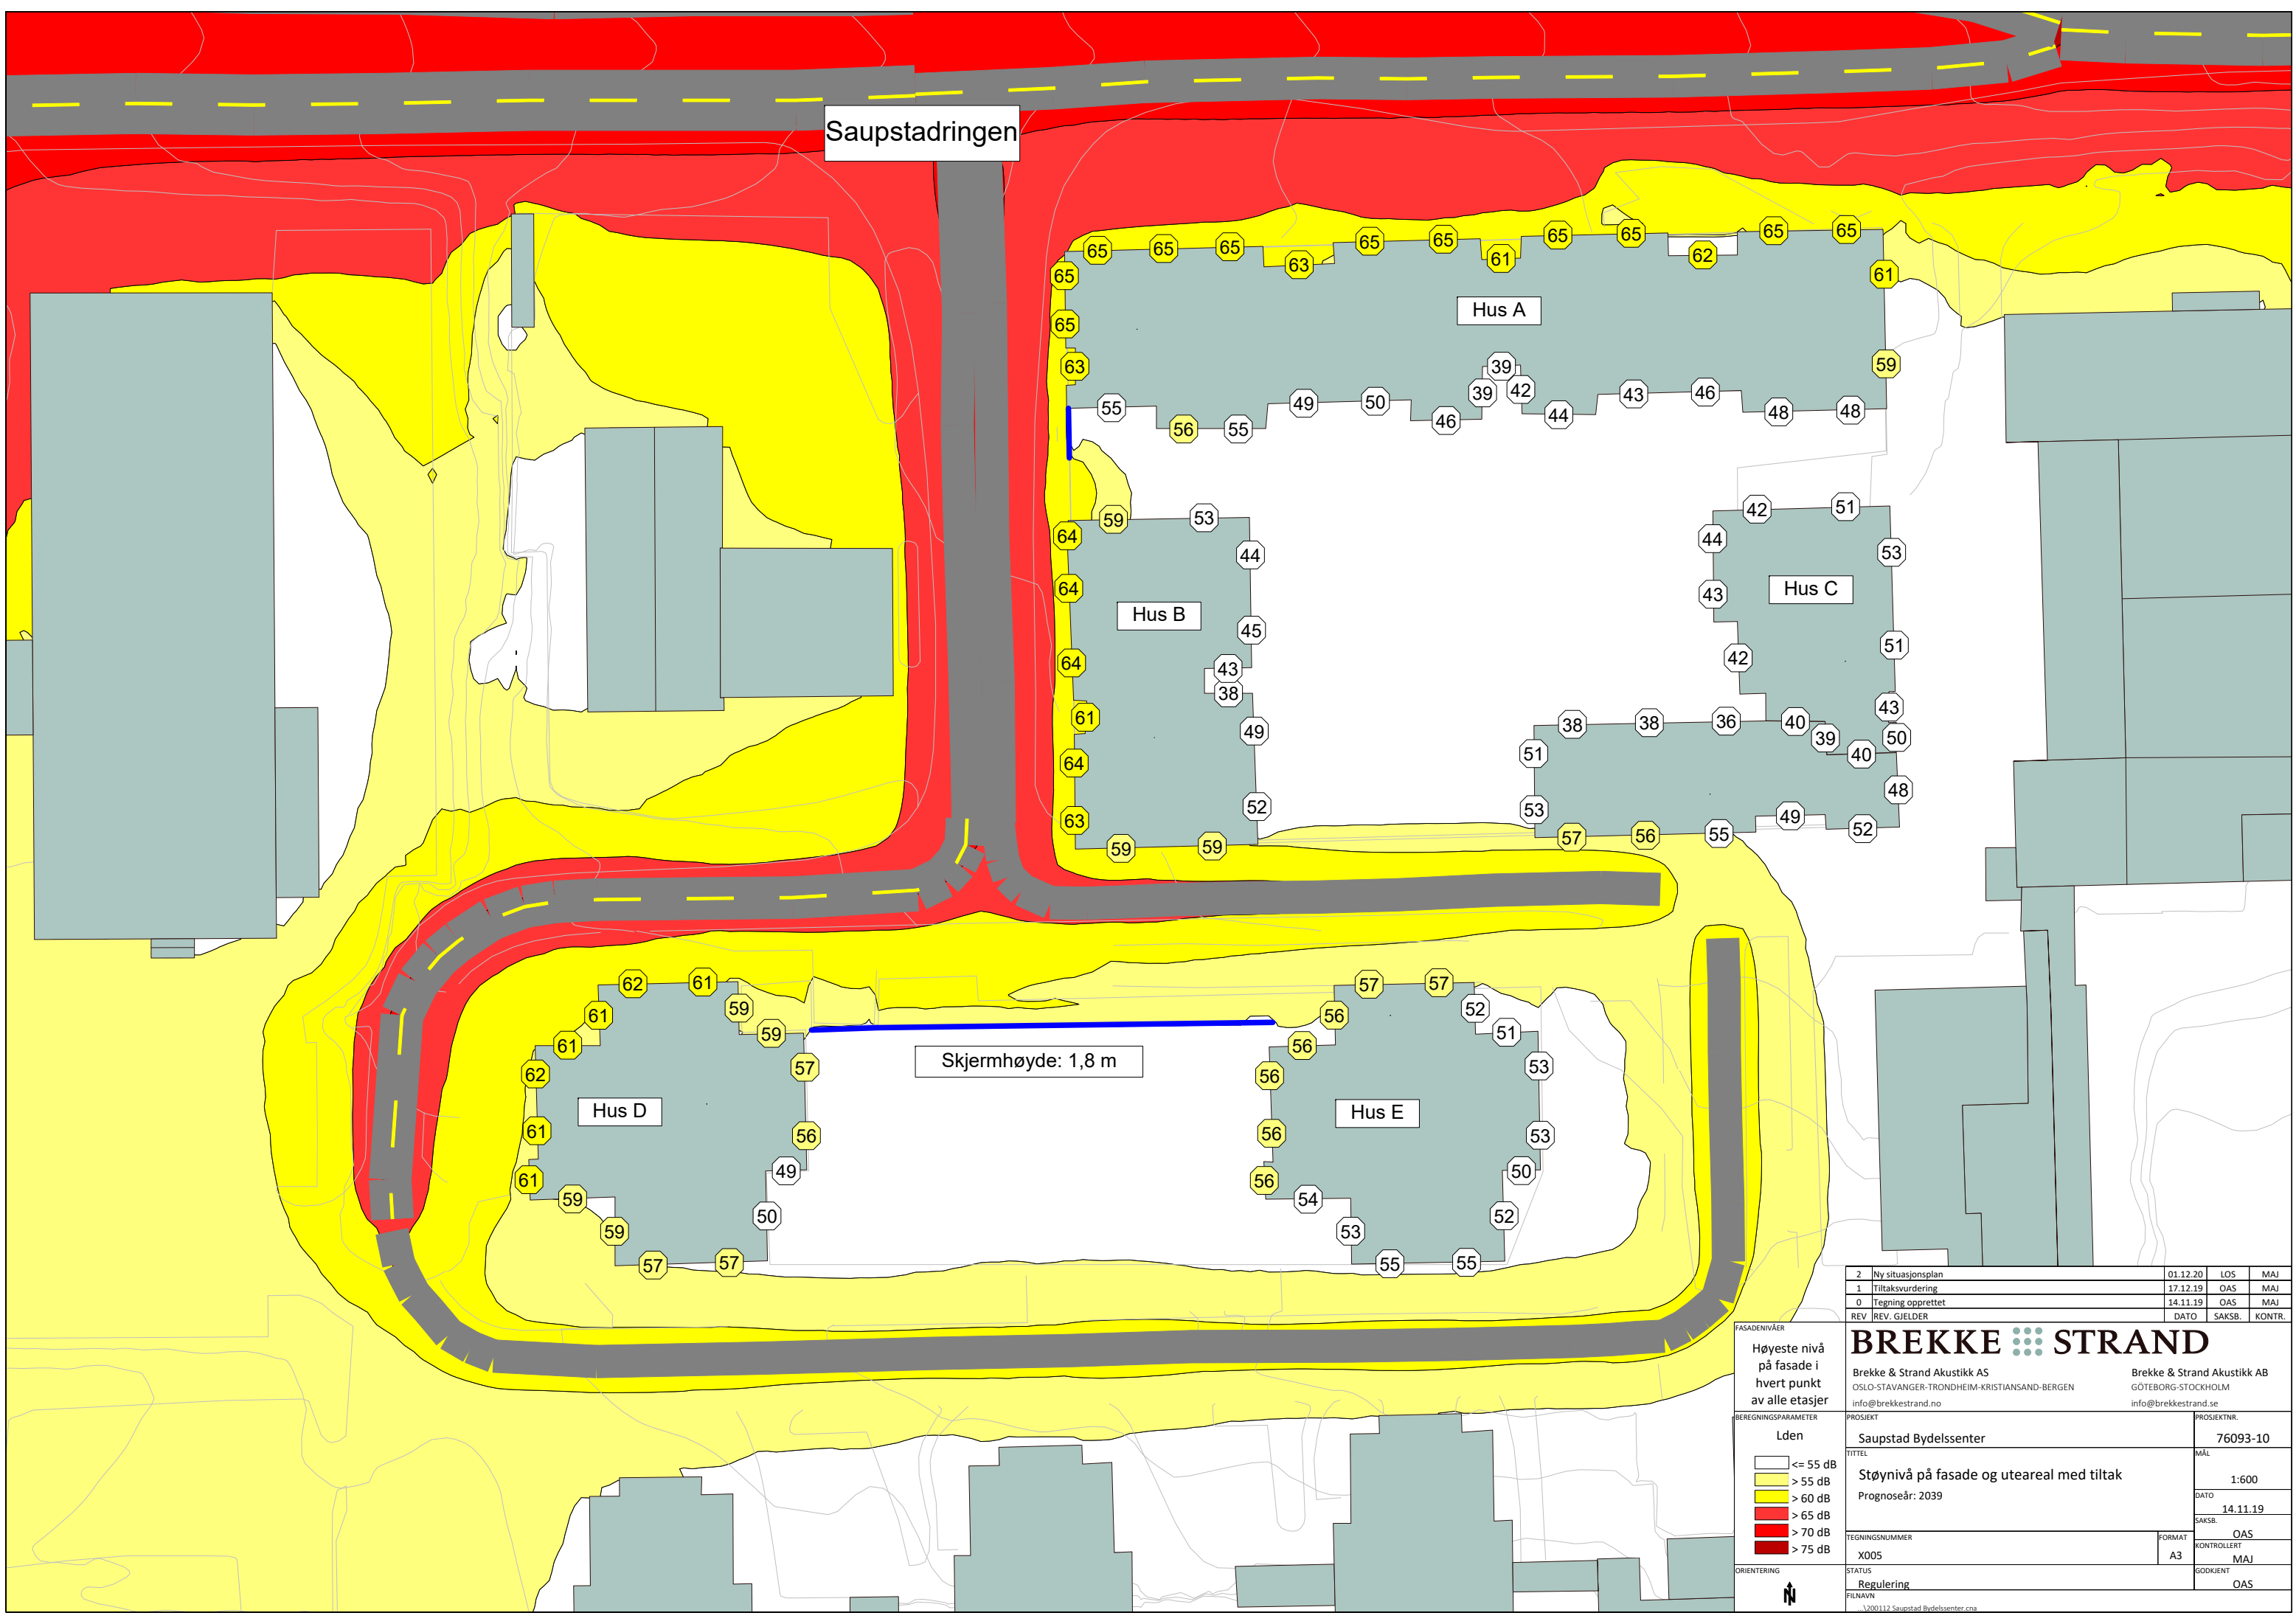 Saupstadringen
65 65 65 63 65 65 61 65 65 62 65 65
65 61
Hus A
65
63 39 59
55 49 50 39 42 43 46
56 55 46 44 48 48
59 53 42 51
64 44 44 53
64 Hus B 43 Hus C
45
64 43 42 51
38
61 49 38 38 36 40 43
39 50
64 51 40
63 52 53 49 48
59 59 57 56 55 52
62 61 57 57
61 59 56 52
61 59 56 51
Skjermhøyde: 1,8 m
62 57 56 53
Hus D Hus E
61 56 56 53
61 49 56 50
59 50 54 52
59 53
57 57 55 55
2 Ny situasjonsplan 01.12.20 LOS MAJ
1 Tiltaksvurdering 17.12.19 OAS MAJ
0 Tegning opprettet 14.11.19 OAS MAJ
REV REV. GJELDER DATO SAKSB. KONTR.
FASADENIVÅER
Høyeste nivå
på fasade i
hvert punkt
av alle etasjer
BREKKE STRAND
Brekke & Strand Akustikk AS Brekke & Strand Akustikk AB
OSLO-STAVANGER-TRONDHEIM-KRISTIANSAND-BERGEN GÖTEBORG-STOCKHOLM
info@brekkestrand.no info@brekkestrand.se
BEREGNINGSPARAMETER
Lden
<= 55 dB
> 55 dB
> 60 dB
> 65 dB
> 70 dB
> 75 dB
ORIENTERING
N
PROSJEKT
Saupstad Bydelssenter
PROSJEKTNR.
76093-10
TITTEL
Støynivå på fasade og uteareal med tiltak
Prognoseår: 2039
MÅL
1:600
DATO
14.11.19
SAKSB.
OAS
TEGNINGSNUMMER
X005
FORMAT
A3
KONTROLLERT
MAJ
STATUS
Regulering
GODKJENT
OAS
FILNAVN
...\200112 Saupstad Bydelssenter.cna